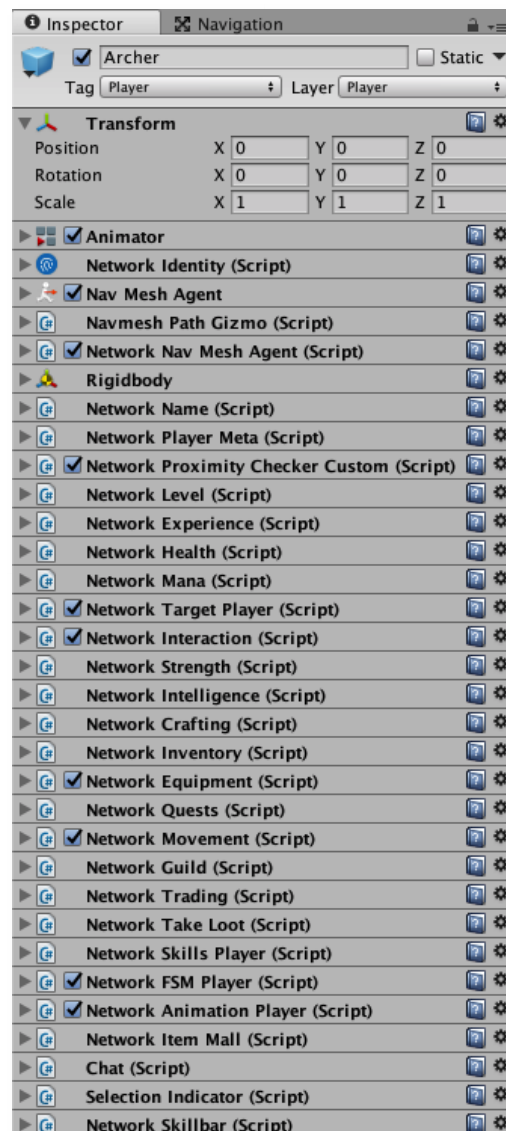 Inspector Navigation
Archer Static
Tag Player Layer Player
Transform
Position X 0 Y 0 Z 0
Rotation X 0 Y 0 Z 0
Scale X 1 Y 1 Z 1
Animator
Network Identity (Script)
Nav Mesh Agent
Navmesh Path Gizmo (Script)
Network Nav Mesh Agent (Script)
Rigidbody
Network Name (Script)
Network Player Meta (Script)
Network Proximity Checker Custom (Script)
Network Level (Script)
Network Experience (Script)
Network Health (Script)
Network Mana (Script)
Network Target Player (Script)
Network Interaction (Script)
Network Strength (Script)
Network Intelligence (Script)
Network Crafting (Script)
Network Inventory (Script)
Network Equipment (Script)
Network Quests (Script)
Network Movement (Script)
Network Guild (Script)
Network Trading (Script)
Network Take Loot (Script)
Network Skills Player (Script)
Network FSM Player (Script)
Network Animation Player (Script)
Network Item Mall (Script)
Chat (Script)
Selection Indicator (Script)
Network Skillbar (Script)